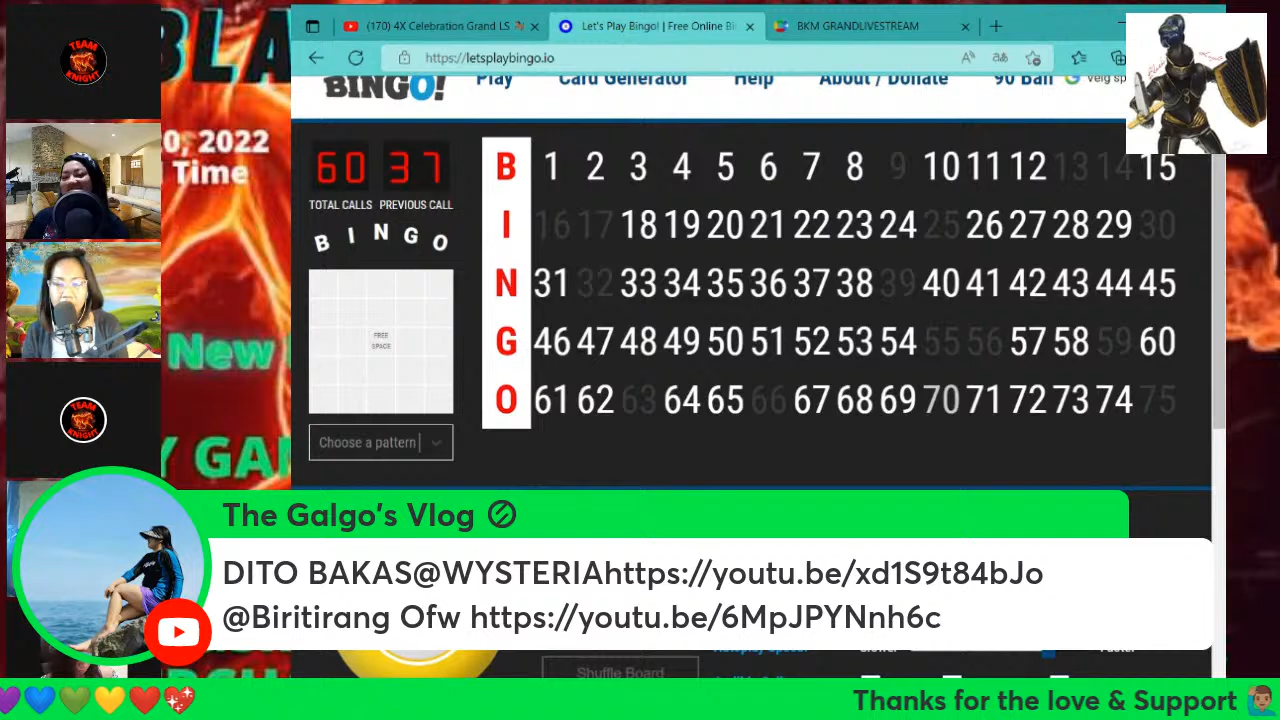 TEAM
KNIGHT
BLA
0, 2022
Time
New
Y GA
(170) 4X Celebration Grand LS
Let's Play Bingo! | Free Online Bi
BKM GRANDLIVESTREAM
https://letsplaybingo.io
BINGO!
Play
Card Generator
Help
About / Donate
90 Ball
60 37
TOTAL CALLS PREVIOUS CALL
B I N G O
FREE
SPACE
Choose a pattern
B 1 2 3 4 5 6 7 8 9 10 11 12 13 14 15
I 16 17 18 19 20 21 22 23 24 25 26 27 28 29 30
N 31 32 33 34 35 36 37 38 39 40 41 42 43 44 45
G 46 47 48 49 50 51 52 53 54 55 56 57 58 59 60
O 61 62 63 64 65 66 67 68 69 70 71 72 73 74 75
TEAM
KNIGHT
The Galgo's Vlog
DITO BAKAS@WYSTERIAhttps://youtu.be/xd1S9t84bJo
@Biritirang Ofw https://youtu.be/6MpJPYNnh6c
Shuffle Board
Thanks for the love & Support